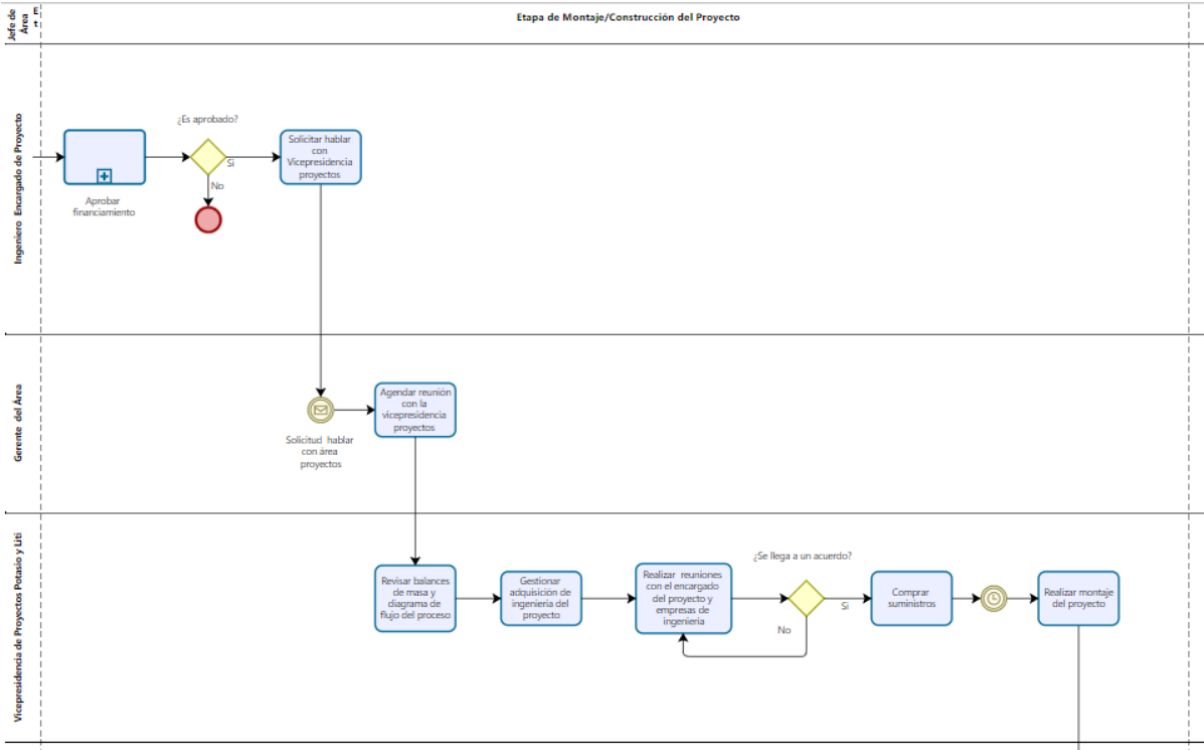 Jefe de
Área
E
t
Etapa de Montaje/Construcción del Proyecto
Ingeniero Encargado de Proyecto
¿Es aprobado?
Aprobar
financiamiento
Si
No
Solicitar hablar
con
Vicepresidencia
proyectos
Gerente del Área
Solicitud hablar
con área
proyectos
Agendar reunión
con la
vicepresidencia
proyectos
Vicepresidencia de Proyectos Potasio y Liti
Revisar balances
de masa y
diagrama de
flujo del proceso
Gestionar
adquisición de
ingeniería del
proyecto
Realizar reuniones
con el encargado
del proyecto y
empresas de
ingeniería
¿Se llega a un acuerdo?
Si
No
Comprar
suministros
Realizar montaje
del proyecto